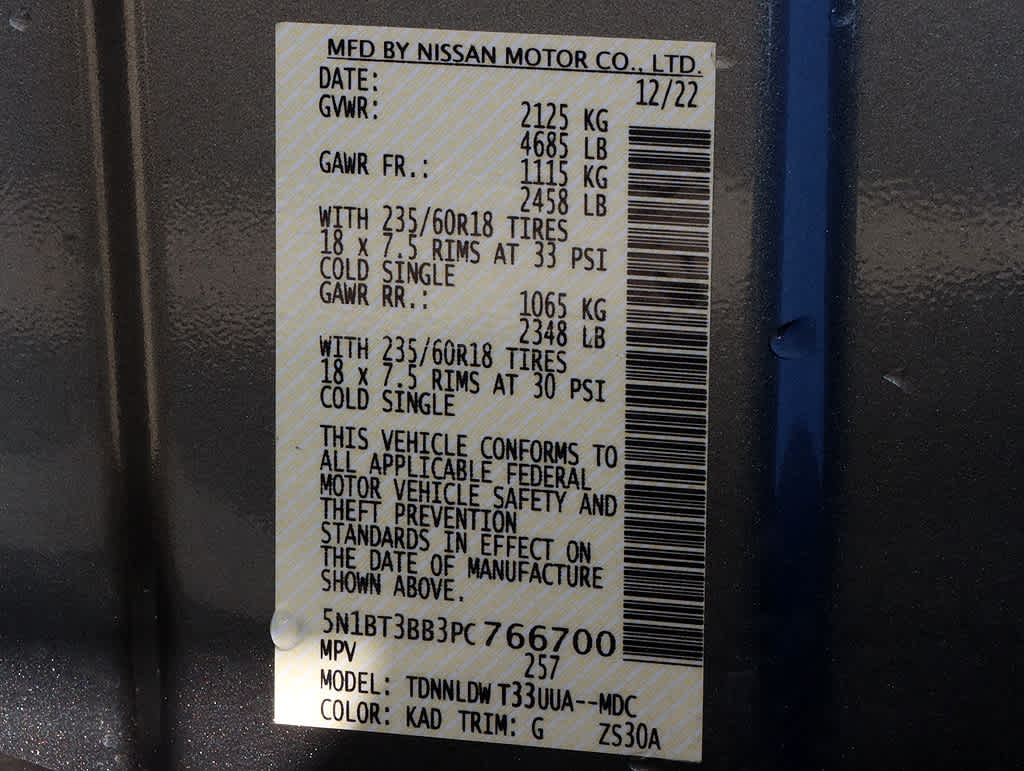 MFD BY NISSAN MOTOR CO., LTD.
DATE: 12/22
GVWR: 2125 KG
4685 LB
GAWR FR.: 1115 KG
2458 LB
WITH 235/60R18 TIRES
18 x 7.5 RIMS AT 33 PSI
COLD SINGLE
GAWR RR.: 1065 KG
2348 LB
WITH 235/60R18 TIRES
18 x 7.5 RIMS AT 30 PSI
COLD SINGLE
THIS VEHICLE CONFORMS TO
ALL APPLICABLE FEDERAL
MOTOR VEHICLE SAFETY AND
THEFT PREVENTION
STANDARDS IN EFFECT ON
THE DATE OF MANUFACTURE
SHOWN ABOVE.
5N1BT3BB3PC766700
MPV 257
MODEL: TDNNLDW T33UUA--MDC
COLOR: KAD TRIM: G ZS30A